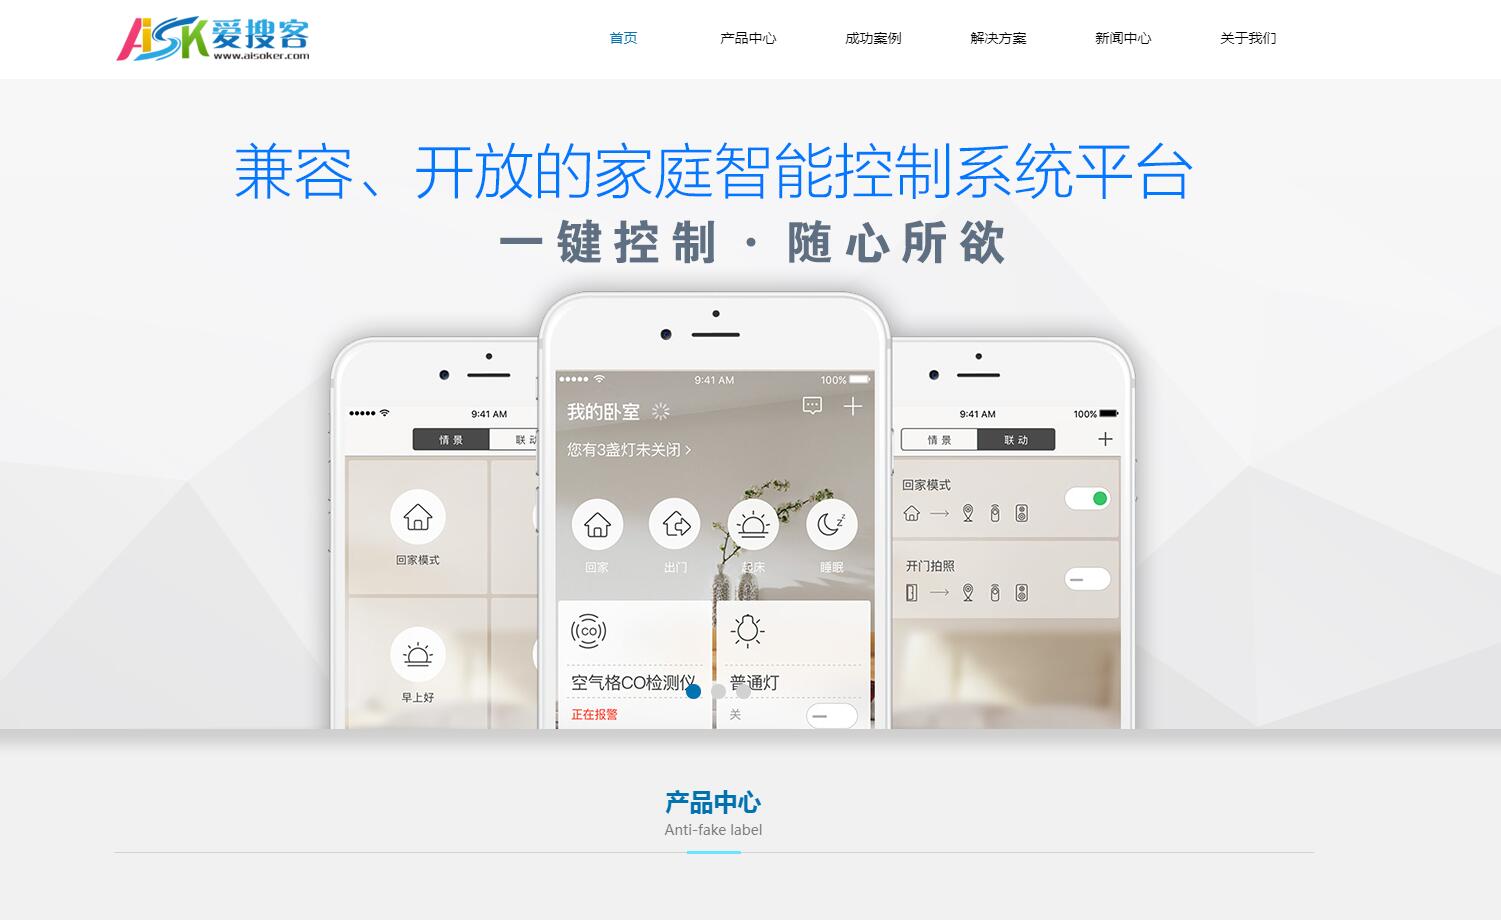 AiSK爱搜客
www.aisoker.com
首页 产品中心 成功案例 解决方案 新闻中心 关于我们
兼容、开放的家庭智能控制系统平台
一键控制 · 随心所欲
9:41 AM
情景 联动
回家模式
早上好
9:41 AM 100%
我的卧室
您有3盏灯未关闭 >
回家 出门 起床 睡眠
CO
空气格CO检测仪
正在报警
普通灯
关
9:41 AM 100%
情景 联动
回家模式
开门拍照
产品中心
Anti-fake label